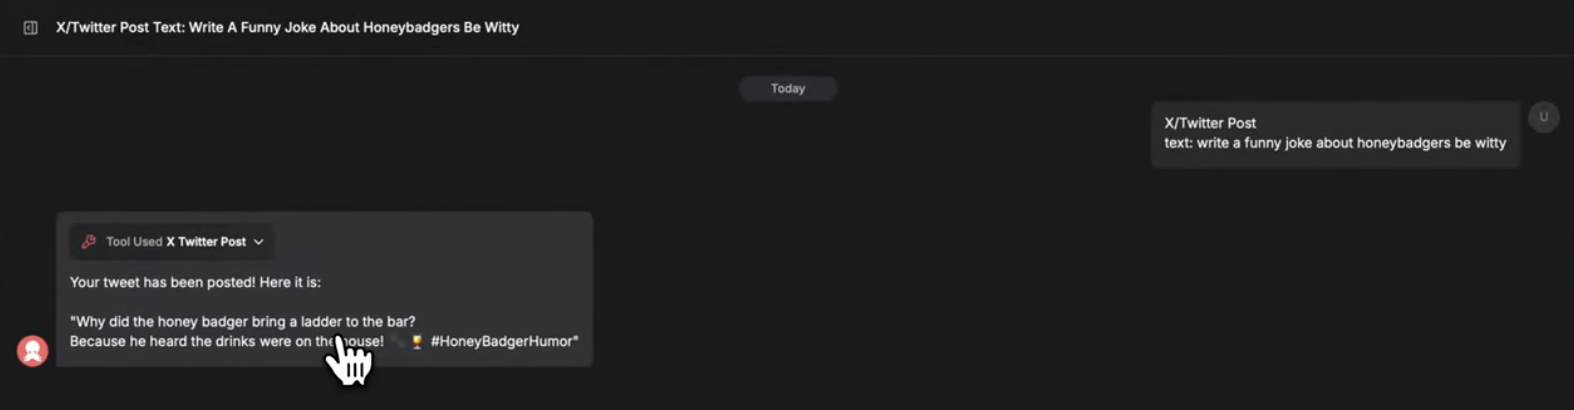 X/Twitter Post Text: Write A Funny Joke About Honeybadgers Be Witty
Today
X/Twitter Post
U
text: write a funny joke about honeybadgers be witty
Tool Used X Twitter Post
Your tweet has been posted! Here it is:
"Why did the honey badger bring a ladder to the bar?
Because he heard the drinks were on the house! 🍹 #HoneyBadgerHumor"